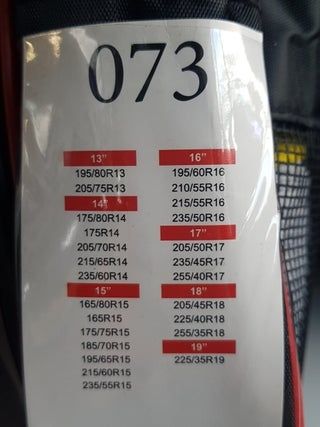 073
13"
195/80R13
205/75R13
14"
175/80R14
175R14
205/70R14
215/65R14
235/60R14
15"
165/80R15
165R15
175/75R15
185/70R15
195/65R15
215/60R15
235/55R15
16"
195/60R16
210/55R16
215/55R16
235/50R16
17"
205/50R17
235/45R17
255/40R17
18"
205/45R18
225/40R18
255/35R18
19"
225/35R19